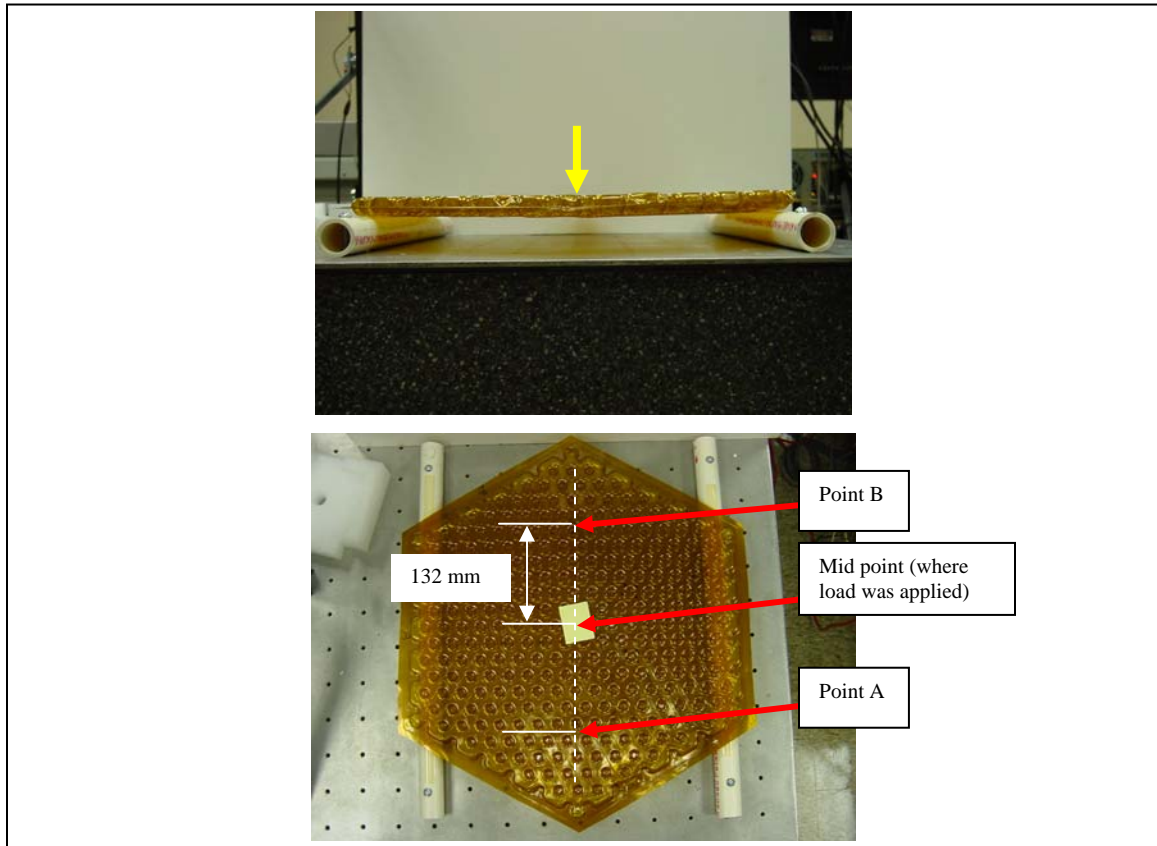 Point B
132 mm
Mid point (where
load was applied)
Point A